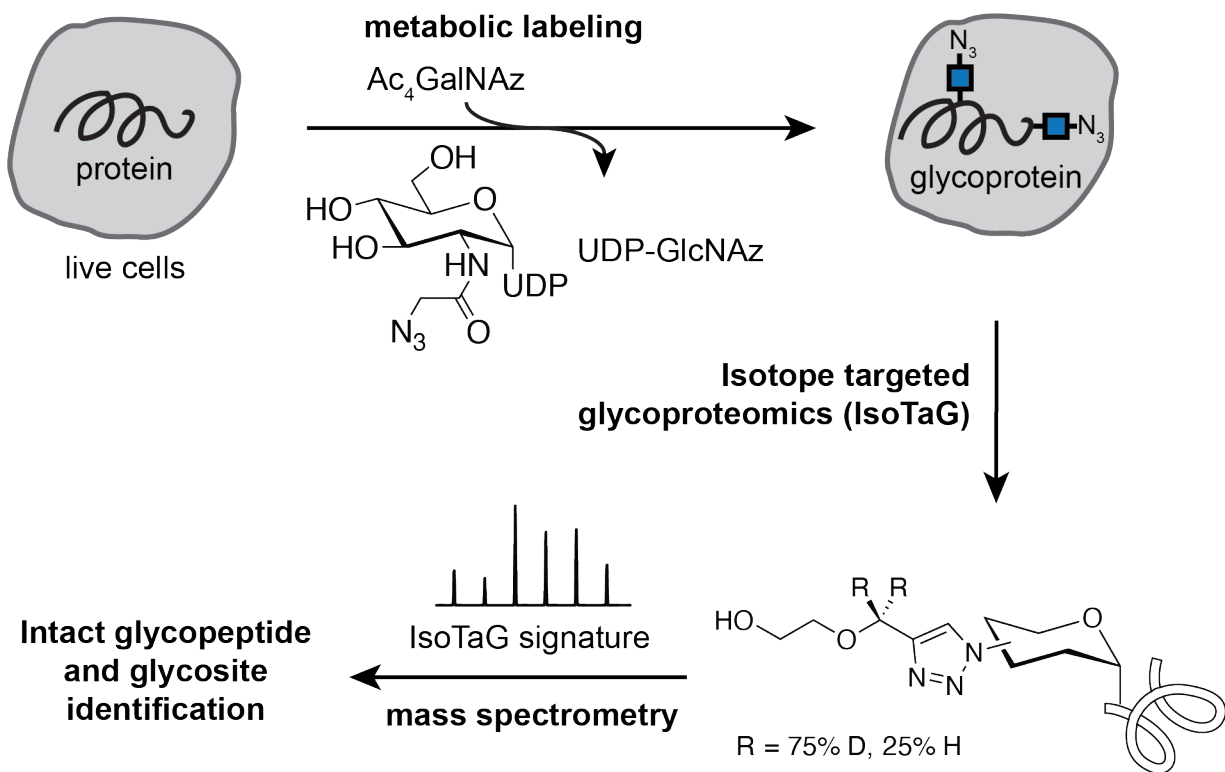 metabolic labeling
Ac4GalNAz
protein
live cells
OH
O
HO
HO
HN
UDP
N3
O
UDP-GlcNAz
N3
N3
glycoprotein
Isotope targeted
glycoproteomics (IsoTaG)
R R
HO
O
O
N
N=N
R = 75% D, 25% H
IsoTaG signature
mass spectrometry
Intact glycopeptide
and glycosite
identification